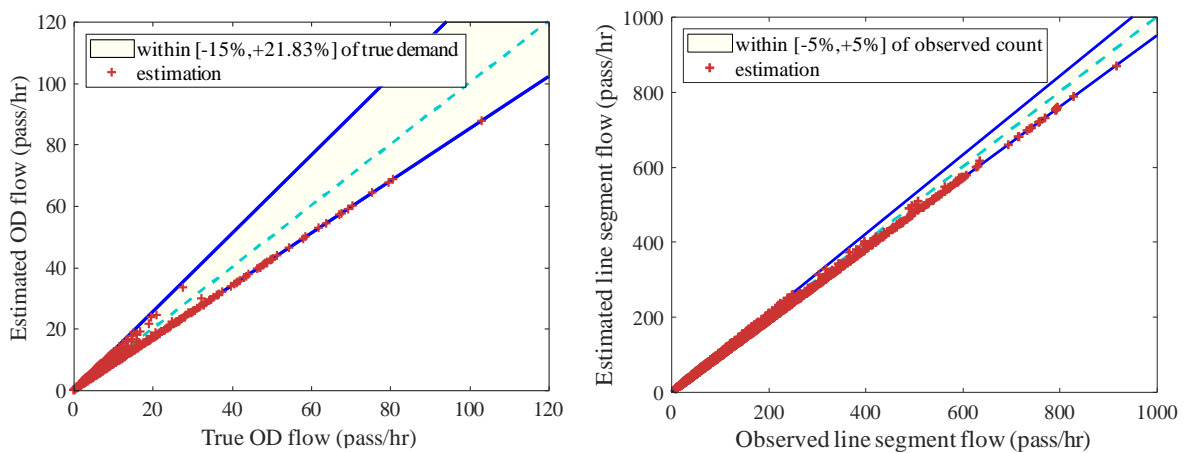 within [-15%,+21.83%] of true demand
estimation
Estimated OD flow (pass/hr)
120
100
80
60
40
20
0
0 20 40 60 80 100 120
True OD flow (pass/hr)
within [-5%,+5%] of observed count
estimation
Estimated line segment flow (pass/hr)
1000
800
600
400
200
0
0 200 400 600 800 1000
Observed line segment flow (pass/hr)